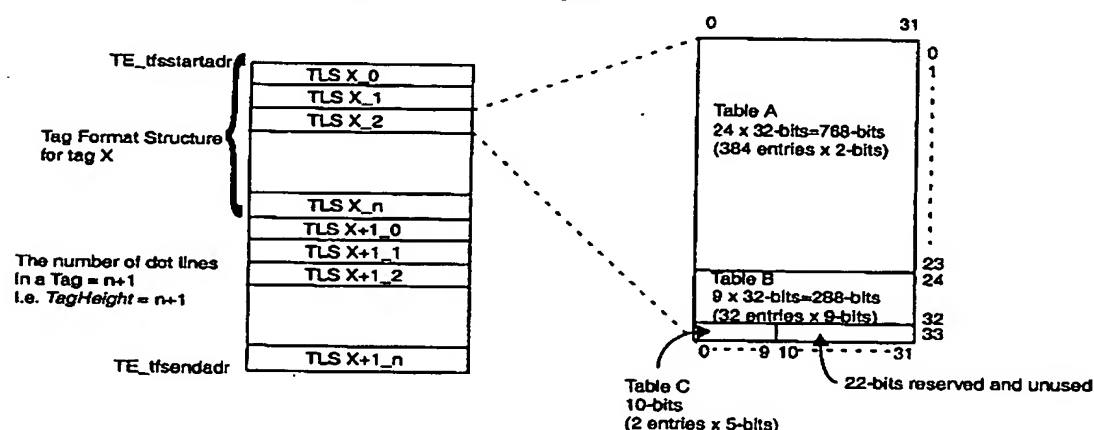 TE_tfsstartadr
TLS X_0
TLS X_1
TLS X_2
Tag Format Structure
for tag X
TLS X_n
TLS X+1_0
TLS X+1_1
TLS X+1_2
The number of dot lines
in a Tag = n+1
i.e. TagHeight = n+1
TE_tfsendadr
TLS X+1_n
0 31
0
1
Table A
24 x 32-bits=768-bits
(384 entries x 2-bits)
23
24
Table B
9 x 32-bits=288-bits
(32 entries x 9-bits)
32
33
0 9 10 31
Table C
10-bits
(2 entries x 5-bits)
22-bits reserved and unused